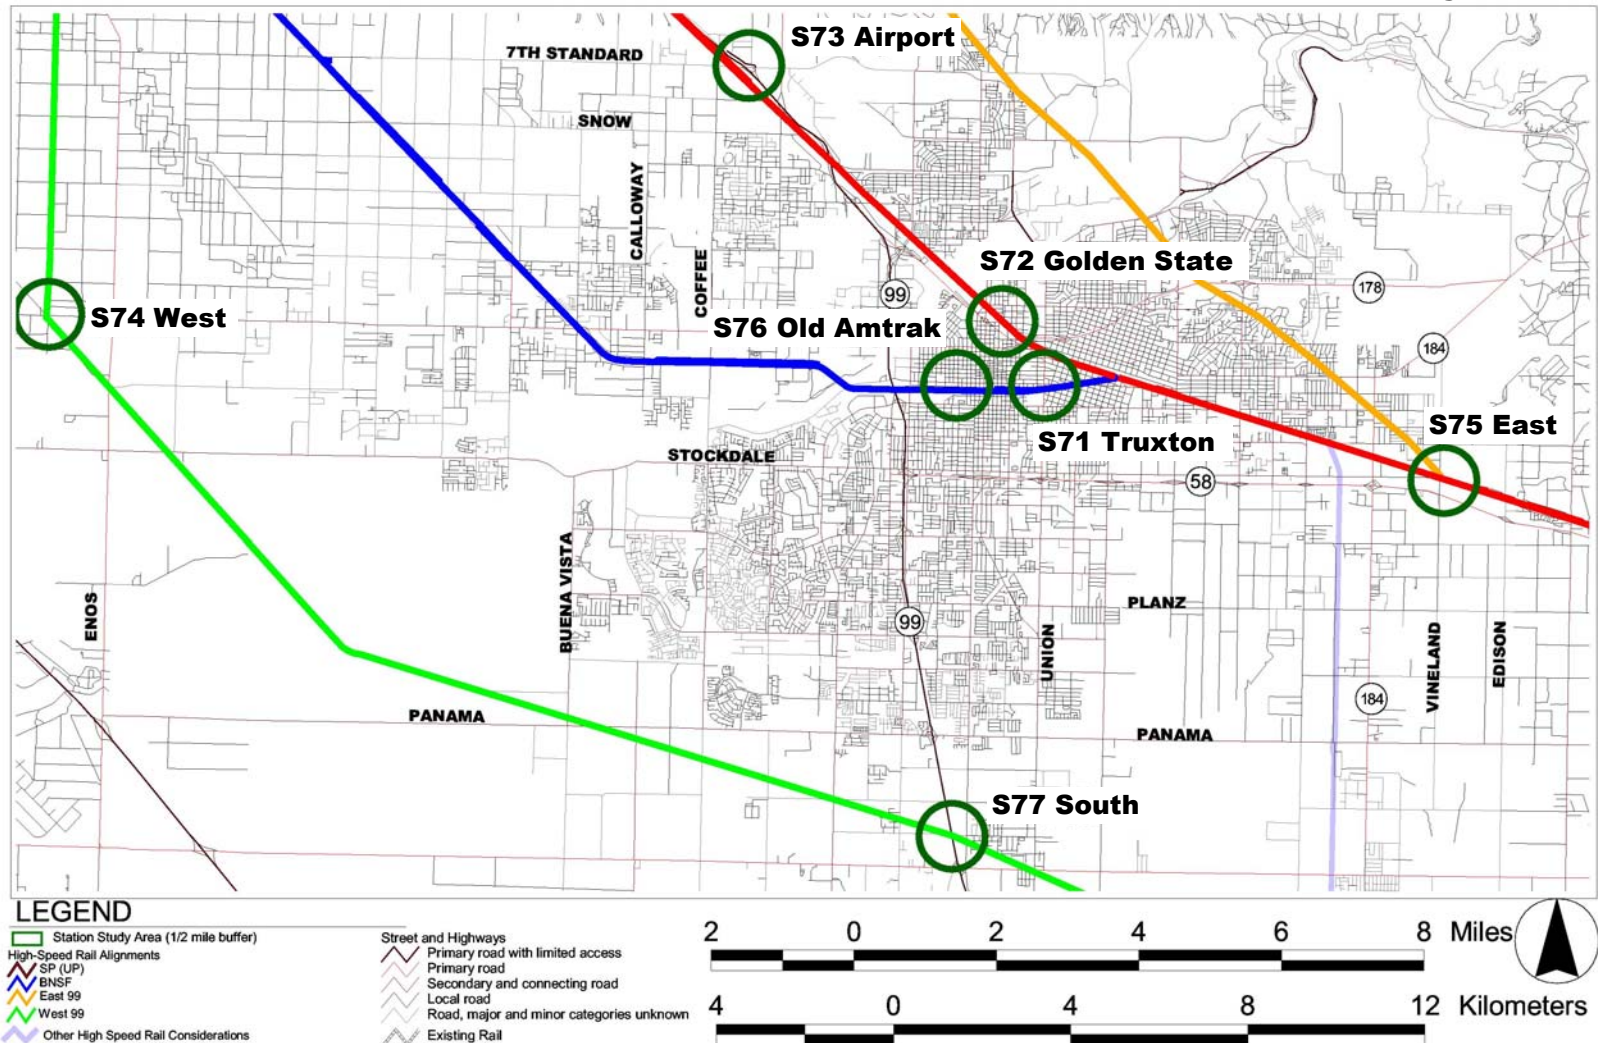 S73 Airport
7TH STANDARD
SNOW
CALLOWAY
COFFEE
S72 Golden State
178
99
S74 West
S76 Old Amtrak
184
S75 East
S71 Truxton
STOCKDALE
58
BUENA VISTA
ENOS
PLANZ
99
UNION
VINELAND
EDISON
184
PANAMA
PANAMA
S77 South
LEGEND
Station Study Area (1/2 mile buffer)
High-Speed Rail Alignments
SP (UP)
BNSF
East 99
West 99
Other High Speed Rail Considerations
Street and Highways
Primary road with limited access
Primary road
Secondary and connecting road
Local road
Road, major and minor categories unknown
Existing Rail
2 0 2 4 6 8 Miles
4 0 4 8 12 Kilometers